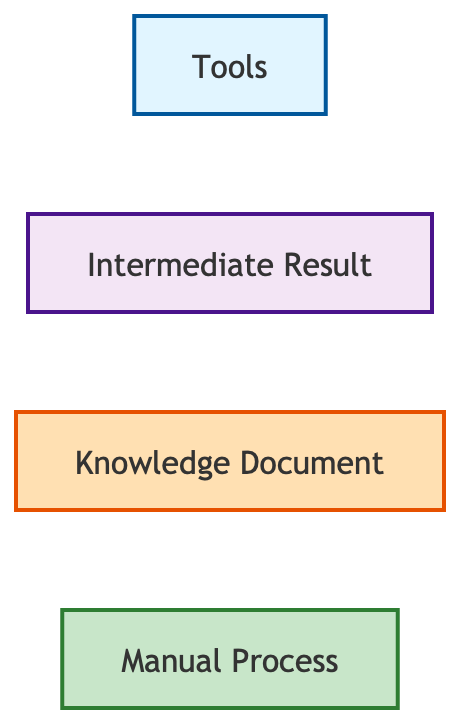 Tools
Intermediate Result
Knowledge Document
Manual Process